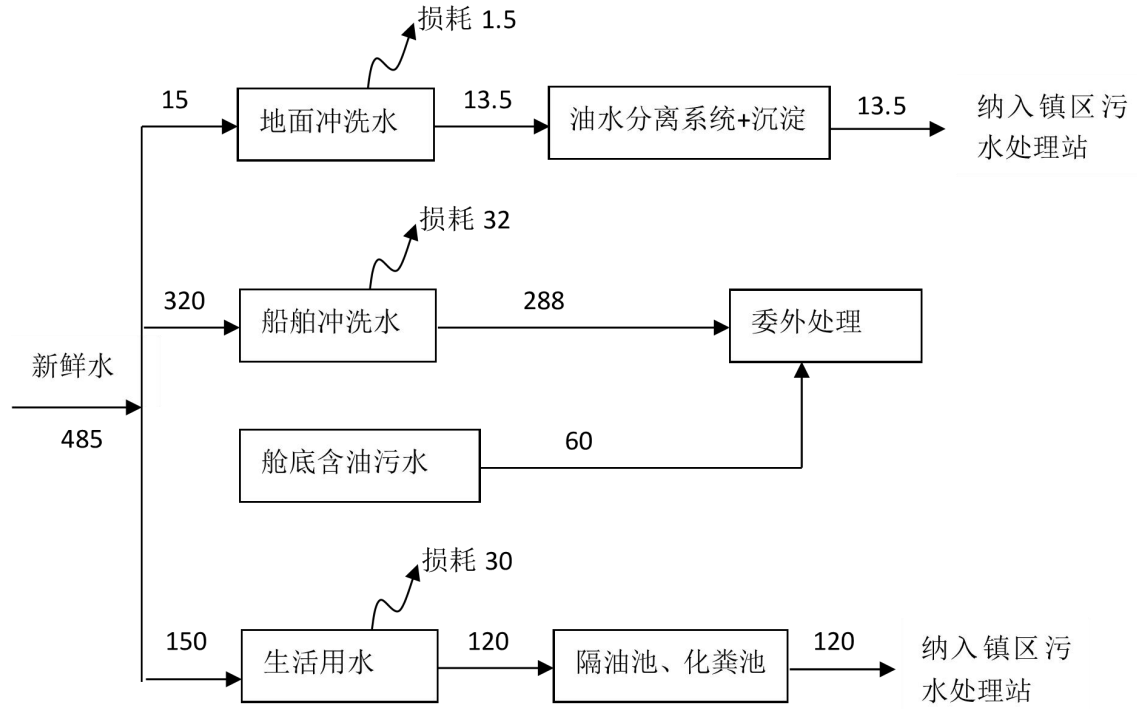 损耗 1.5
15
地面冲洗水
13.5
油水分离系统+沉淀
13.5
纳入镇区污
水处理站
损耗 32
320
船舶冲洗水
288
委外处理
新鲜水
485
舱底含油污水
60
损耗 30
150
生活用水
120
隔油池、化粪池
120
纳入镇区污
水处理站